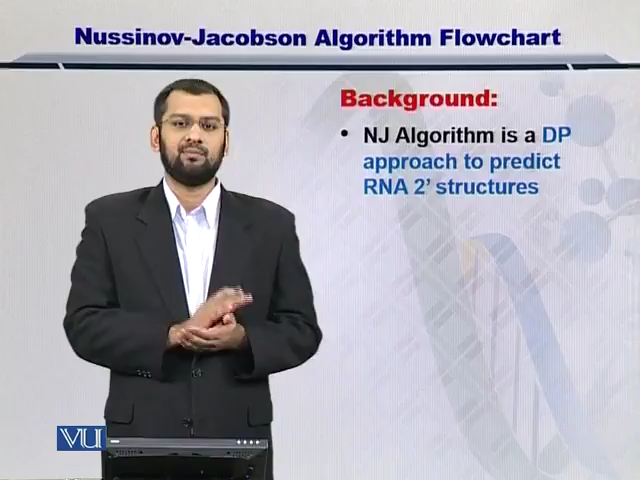 Nussinov-Jacobson Algorithm Flowchart
Background:
• NJ Algorithm is a DP
approach to predict
RNA 2’ structures
VU